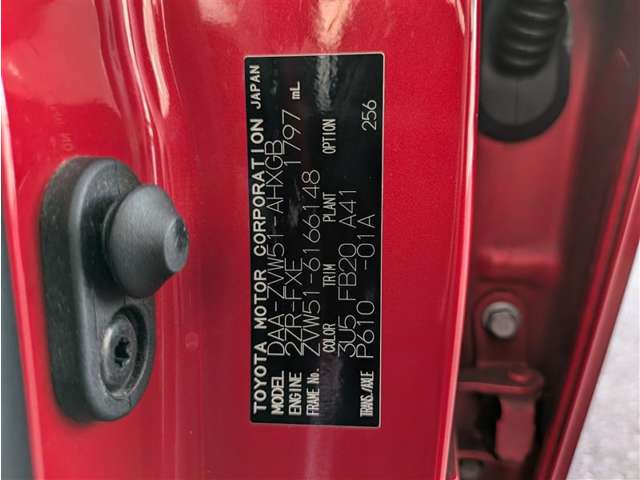 TOYOTA MOTOR CORPORATION JAPAN
MODEL DAA-ZVW51-AHXGB
ENGINE 2ZR-FXE 1797 mL
FRAME No. ZVW51-6166148
COLOR TRIM PLANT OPTION
3U5 FB20 A41 256
TRANS./AXLE P610 -01A